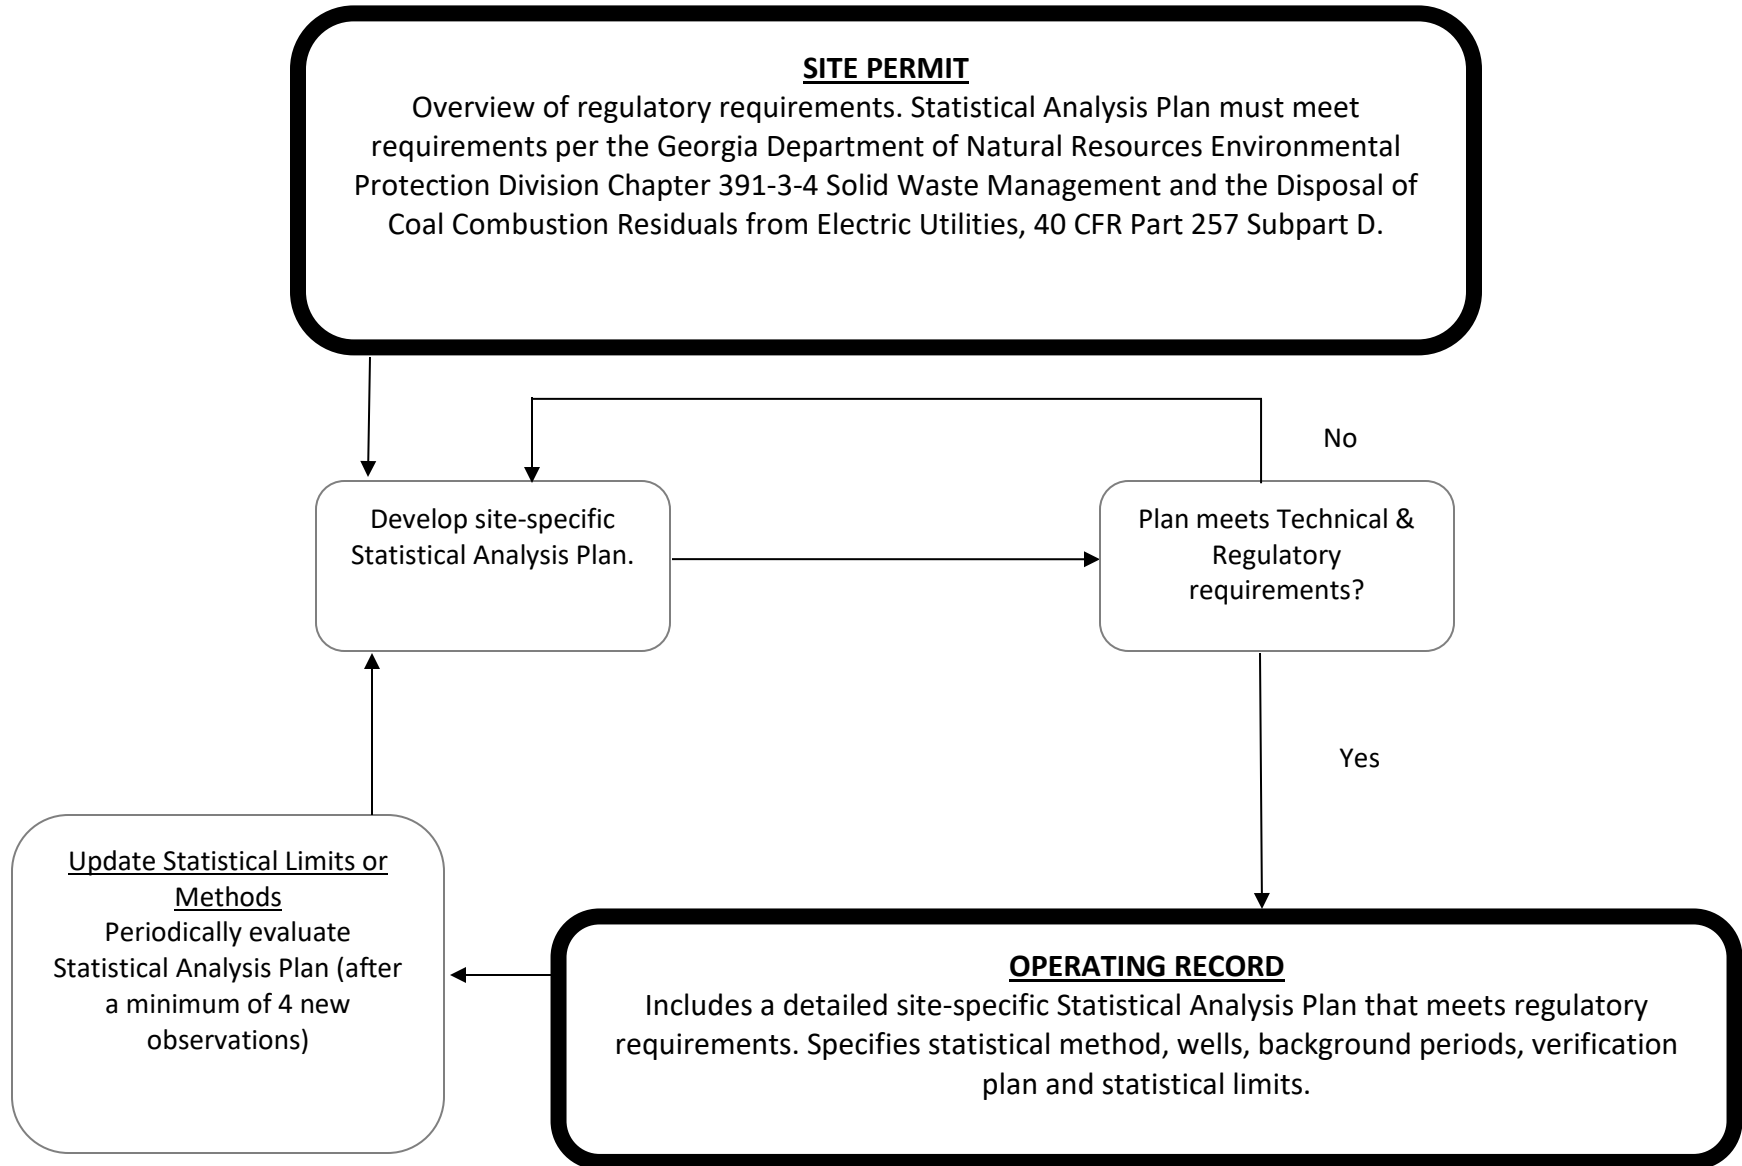 SITE PERMIT
Overview of regulatory requirements. Statistical Analysis Plan must meet
requirements per the Georgia Department of Natural Resources Environmental
Protection Division Chapter 391-3-4 Solid Waste Management and the Disposal of
Coal Combustion Residuals from Electric Utilities, 40 CFR Part 257 Subpart D.
No
Develop site-specific
Statistical Analysis Plan.
Plan meets Technical &
Regulatory
requirements?
Yes
Update Statistical Limits or
Methods
Periodically evaluate
Statistical Analysis Plan (after
a minimum of 4 new
observations)
OPERATING RECORD
Includes a detailed site-specific Statistical Analysis Plan that meets regulatory
requirements. Specifies statistical method, wells, background periods, verification
plan and statistical limits.